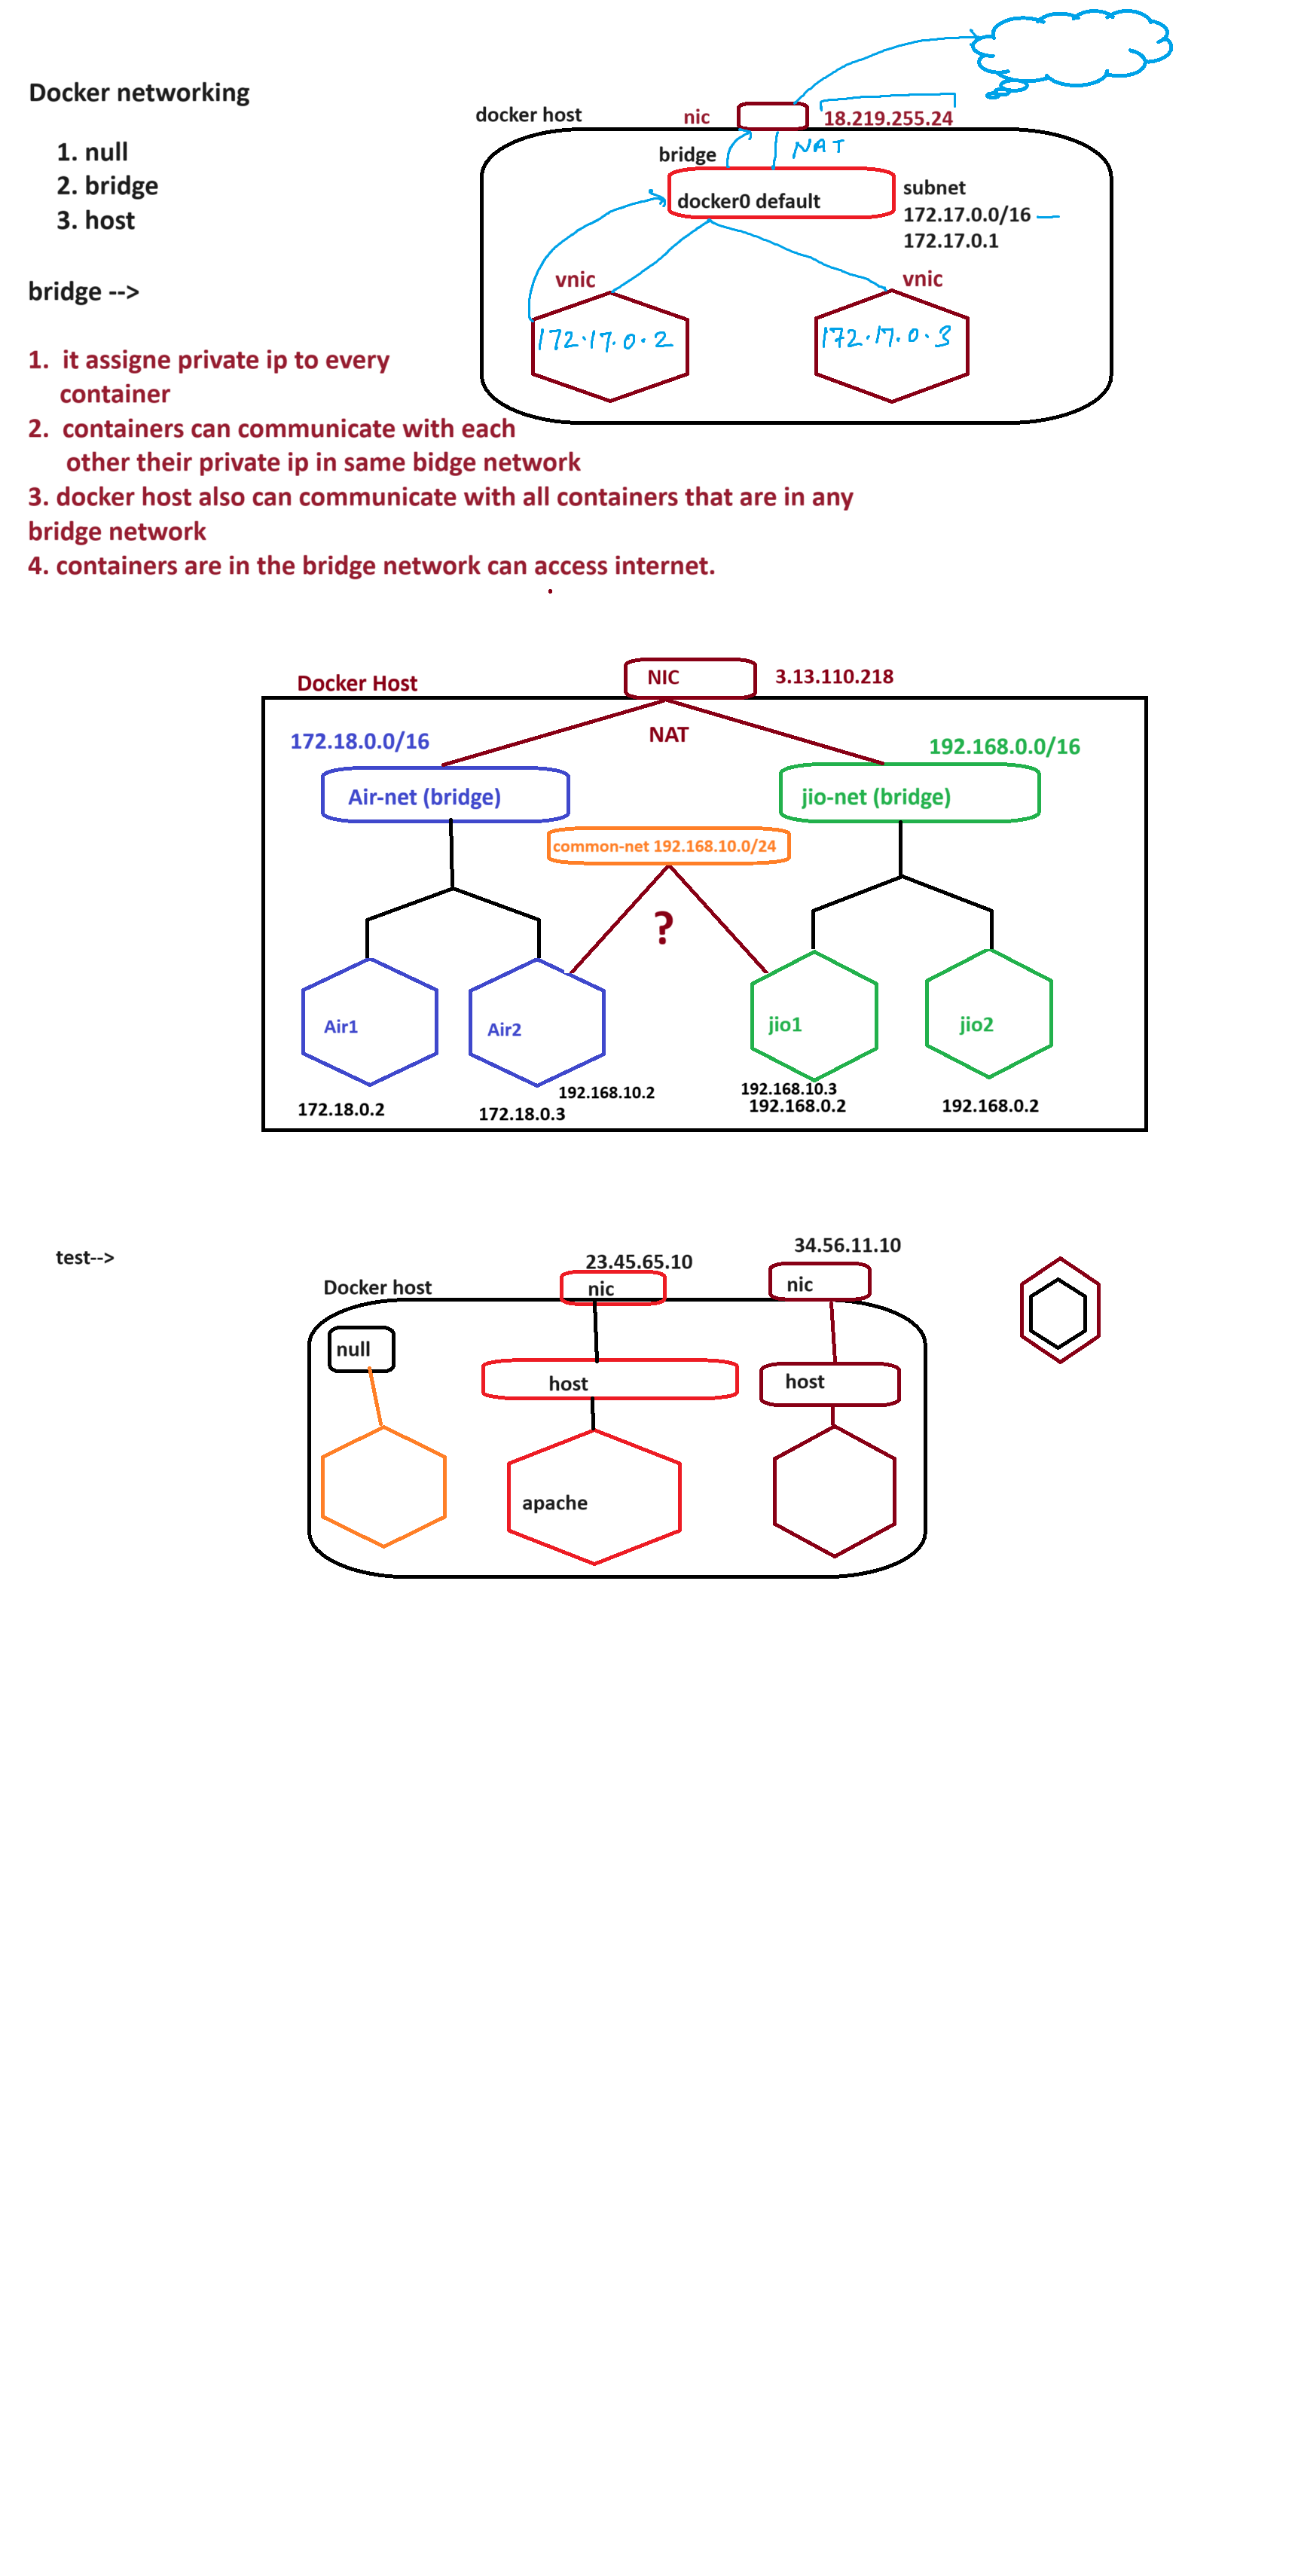 Docker networking
1. null
2. bridge
3. host
bridge -->
1. it assigne private ip to every
container
2. containers can communicate with each
other their private ip in same bidge network
3. docker host also can communicate with all containers that are in any
bridge network
4. containers are in the bridge network can access internet.
docker host
nic
18.219.255.24
bridge
NAT
docker0 default
subnet
172.17.0.0/16
172.17.0.1
vnic
vnic
172.17.0.2
172.17.0.3
Docker Host
NIC
3.13.110.218
NAT
172.18.0.0/16
192.168.0.0/16
Air-net (bridge)
jio-net (bridge)
common-net 192.168.10.0/24
?
Air1
Air2
jio1
jio2
172.18.0.2
192.168.10.2
172.18.0.3
192.168.10.3
192.168.0.2
192.168.0.2
test-->
Docker host
23.45.65.10
nic
34.56.11.10
nic
null
host
host
apache